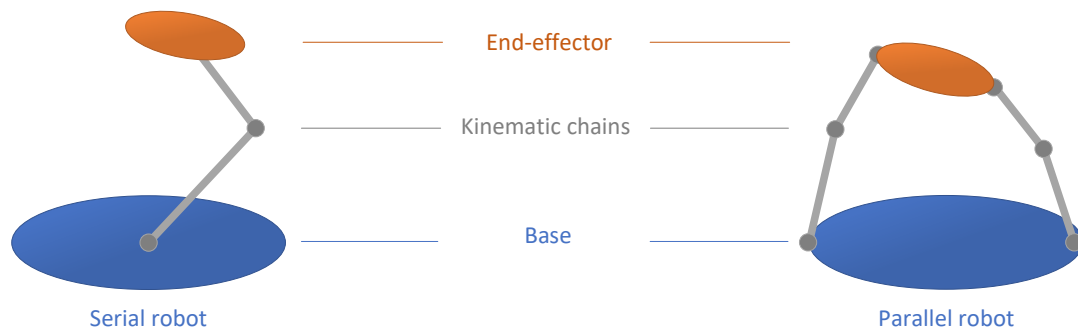 End-effector
Kinematic chains
Base
Serial robot
Parallel robot